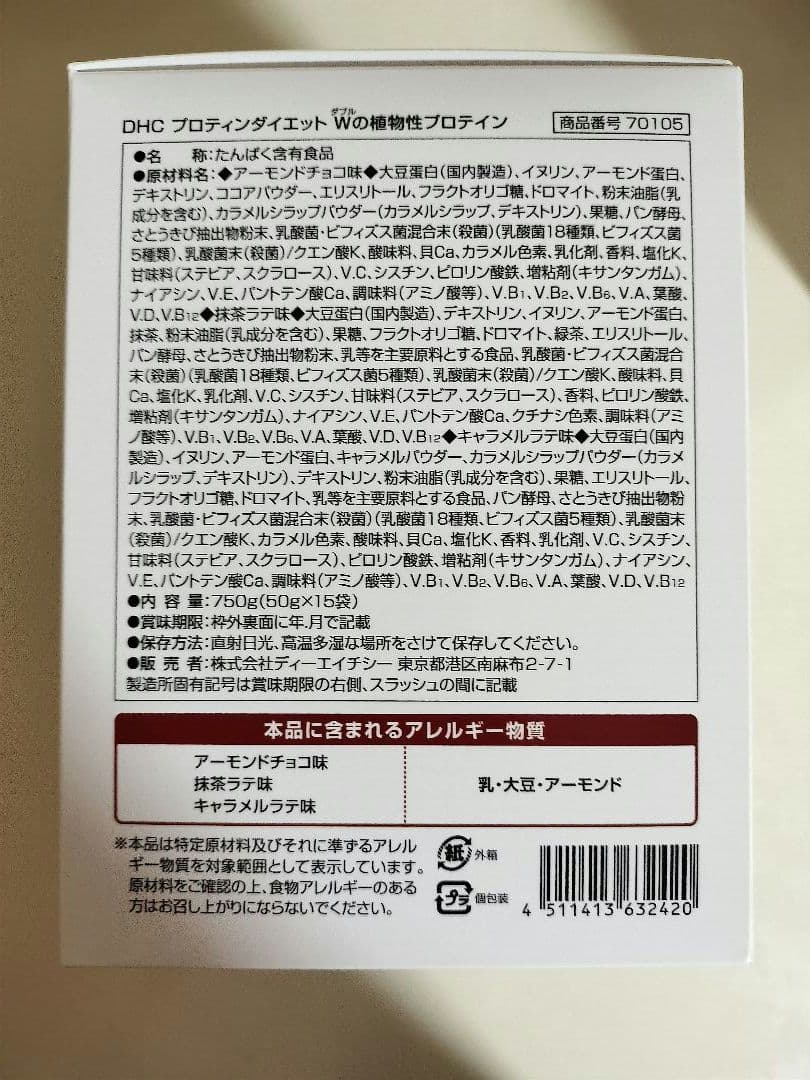 DHC プロティンダイエット Wの植物性プロテイン
ダブル
商品番号 70105
●名　　称:たんぱく含有食品
●原材料名:◆アーモンドチョコ味◆大豆蛋白(国内製造)、イヌリン、アーモンド蛋白、
デキストリン、ココアパウダー、エリスリトール、フラクトオリゴ糖、ドロマイト、粉末油脂(乳
成分を含む)、カラメルシラップパウダー(カラメルシラップ、デキストリン)、果糖、パン酵母、
さとうきび抽出物粉末、乳酸菌・ビフィズス菌混合末(殺菌)(乳酸菌18種類、ビフィズス菌
5種類)、乳酸菌末(殺菌)/クエン酸K、酸味料、貝Ca、カラメル色素、乳化剤、香料、塩化K、
甘味料(ステビア、スクラロース)、V.C、シスチン、ピロリン酸鉄、増粘剤(キサンタンガム)、
ナイアシン、V.E、パントテン酸Ca、調味料(アミノ酸等)、V.B1、V.B2、V.B6、V.A、葉酸、
V.D、V.B12◆抹茶ラテ味◆大豆蛋白(国内製造)、デキストリン、イヌリン、アーモンド蛋白、
抹茶、粉末油脂(乳成分を含む)、果糖、フラクトオリゴ糖、ドロマイト、緑茶、エリスリトール、
パン酵母、さとうきび抽出物粉末、乳等を主要原料とする食品、乳酸菌・ビフィズス菌混合
末(殺菌)(乳酸菌18種類、ビフィズス菌5種類)、乳酸菌末(殺菌)/クエン酸K、酸味料、貝
Ca、塩化K、乳化剤、V.C、シスチン、甘味料(ステビア、スクラロース)、香料、ピロリン酸鉄、
増粘剤(キサンタンガム)、ナイアシン、V.E、パントテン酸Ca、クチナシ色素、調味料(アミ
ノ酸等)、V.B1、V.B2、V.B6、V.A、葉酸、V.D、V.B12◆キャラメルラテ味◆大豆蛋白(国内
製造)、イヌリン、アーモンド蛋白、キャラメルパウダー、カラメルシラップパウダー(カラメ
ルシラップ、デキストリン)、デキストリン、粉末油脂(乳成分を含む)、果糖、エリスリトール、
フラクトオリゴ糖、ドロマイト、乳等を主要原料とする食品、パン酵母、さとうきび抽出物粉
末、乳酸菌・ビフィズス菌混合末(殺菌)(乳酸菌18種類、ビフィズス菌5種類)、乳酸菌末
(殺菌)/クエン酸K、カラメル色素、酸味料、貝Ca、塩化K、香料、乳化剤、V.C、シスチン、
甘味料(ステビア、スクラロース)、ピロリン酸鉄、増粘剤(キサンタンガム)、ナイアシン、
V.E、パントテン酸Ca、調味料(アミノ酸等)、V.B1、V.B2、V.B6、V.A、葉酸、V.D、V.B12
●内 容 量:750g(50g×15袋)
●賞味期限:枠外裏面に年.月で記載
●保存方法:直射日光、高温多湿な場所をさけて保存してください。
●販 売 者:株式会社ディーエイチシー 東京都港区南麻布2-7-1
製造所固有記号は賞味期限の右側、スラッシュの間に記載
本品に含まれるアレルギー物質
アーモンドチョコ味
抹茶ラテ味
キャラメルラテ味
乳・大豆・アーモンド
※本品は特定原材料及びそれに準ずるアレル
ギー物質を対象範囲として表示しています。
原材料をご確認の上、食物アレルギーのある
方はお召し上がりにならないでください。
紙 外箱
プラ 個包装
4 511413 632420